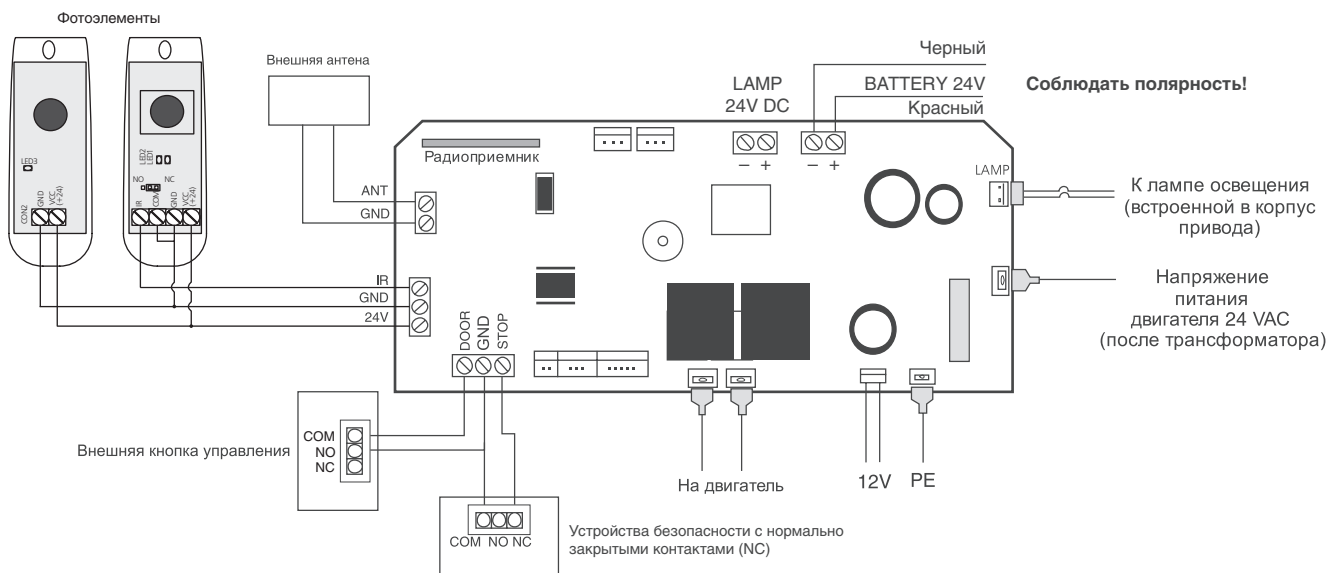 Фотоэлементы
Внешняя антена
Черный
LAMP
24V DC
BATTERY 24V
Соблюдать полярность!
Красный
– +
– +
Радиоприемник
LAMP
К лампе освещения
(встроенной в корпус
привода)
ANT
GND
LED3
CON2
GND
VCC
(+24)
LED2
LED1
NO
NC
IR
COM
GND
VCC
(+24)
Напряжение
питания
двигателя 24 VAC
(после трансформатора)
IR
GND
24V
DOOR
GND
STOP
Внешняя кнопка управления
COM
NO
NC
На двигатель
12V
PE
COM NO NC
Устройства безопасности с нормально
закрытыми контактами (NC)